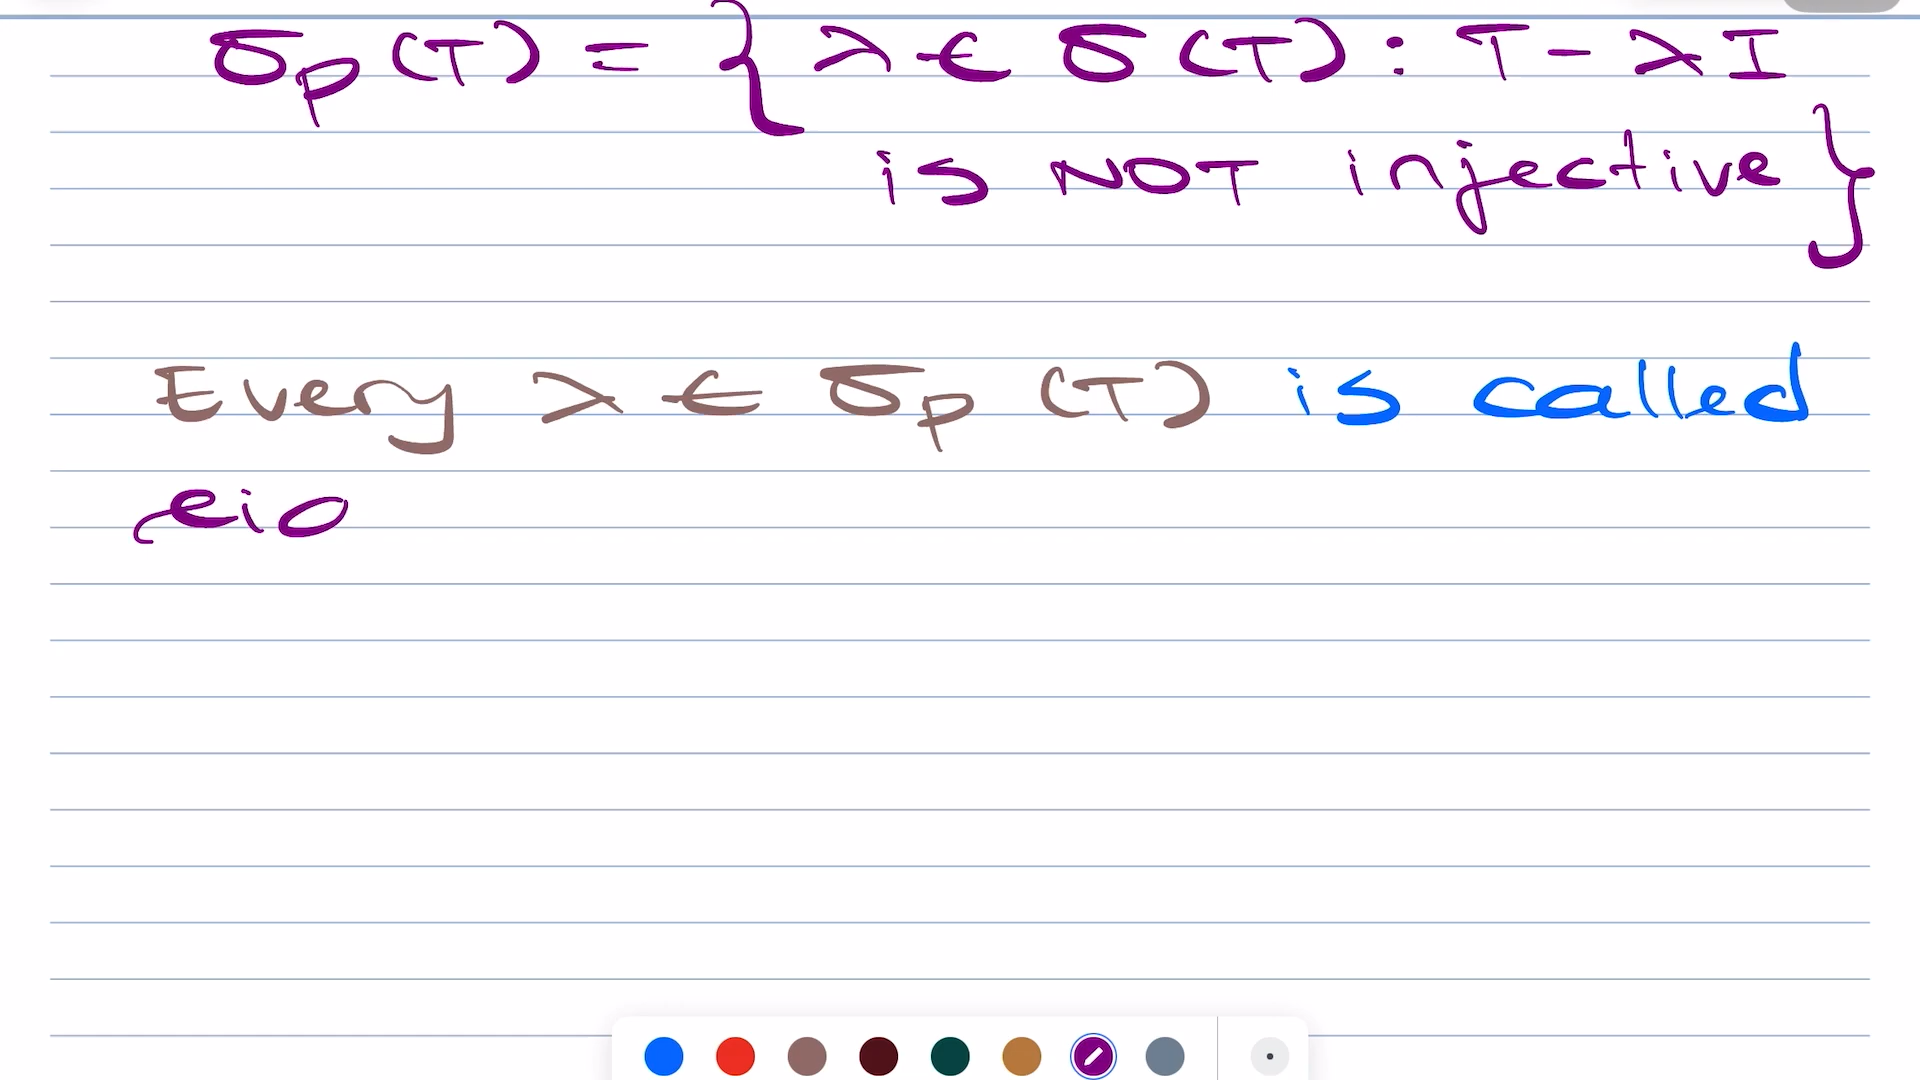 σp(T) = { λ ∈ σ(T) : T - λI
is NOT injective }
Every λ ∈ σp (T) is called
eio